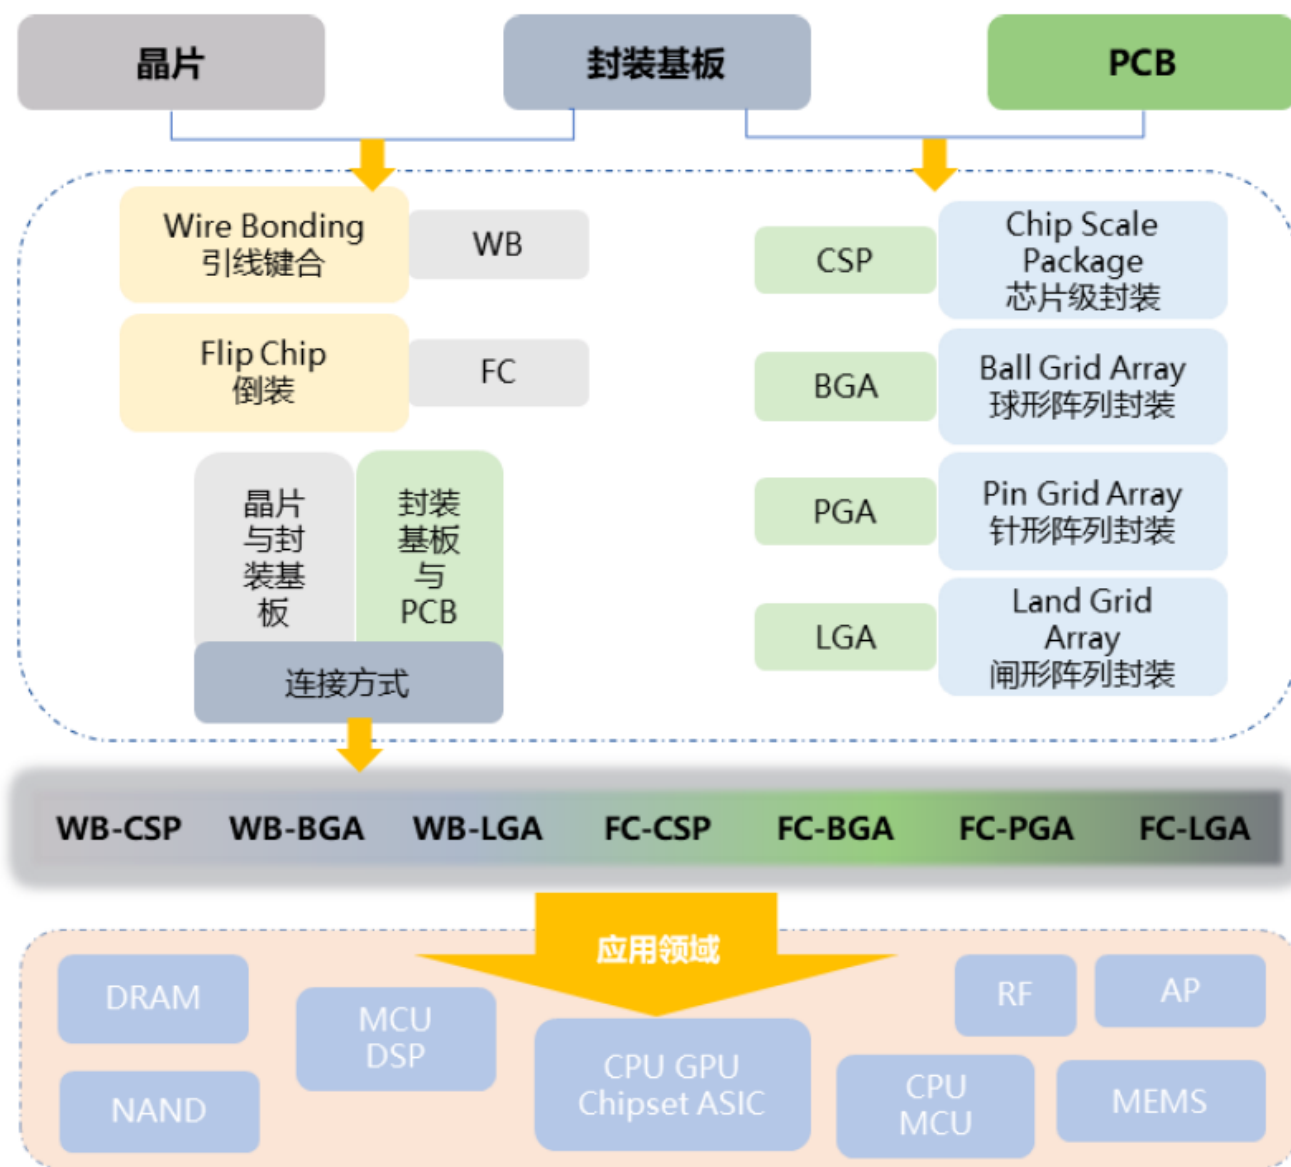 晶片
封装基板
PCB
Wire Bonding
引线键合
WB
Flip Chip
倒装
FC
CSP
Chip Scale
Package
芯片级封装
BGA
Ball Grid Array
球形阵列封装
PGA
Pin Grid Array
针形阵列封装
LGA
Land Grid
Array
闸形阵列封装
晶片
与封
装基
板
封装
基板
与
PCB
连接方式
WB-CSP WB-BGA WB-LGA FC-CSP FC-BGA FC-PGA FC-LGA
应用领域
DRAM
NAND
MCU
DSP
CPU GPU
Chipset ASIC
RF
AP
CPU
MCU
MEMS